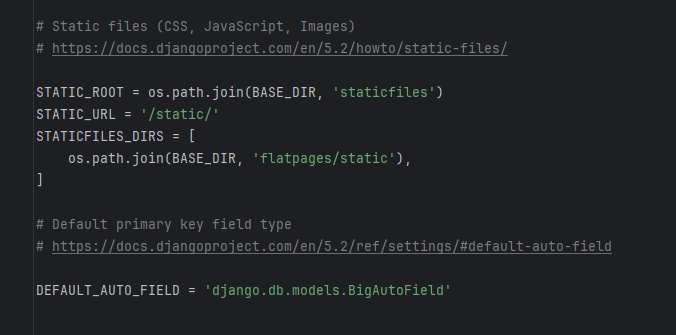 # Static files (CSS, JavaScript, Images)
# https://docs.djangoproject.com/en/5.2/howto/static-files/
STATIC_ROOT = os.path.join(BASE_DIR, 'staticfiles')
STATIC_URL = '/static/'
STATICFILES_DIRS = [
    os.path.join(BASE_DIR, 'flatpages/static'),
]
# Default primary key field type
# https://docs.djangoproject.com/en/5.2/ref/settings/#default-auto-field
DEFAULT_AUTO_FIELD = 'django.db.models.BigAutoField'